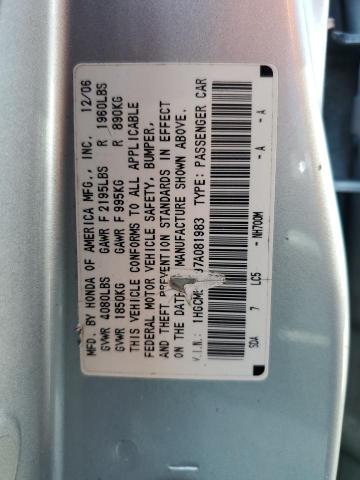 MFD. BY HONDA OF AMERICA MFG., INC. 12/06
GVWR 4080LBS GAWR F 2195LBS R 1960LBS
GVWR 1850KG GAWR F 995KG R 890KG
THIS VEHICLE CONFORMS TO ALL APPLICABLE
FEDERAL MOTOR VEHICLE SAFETY, BUMPER,
AND THEFT PREVENTION STANDARDS IN EFFECT
ON THE DATE MANUFACTURE SHOWN ABOVE.
V.I.N.: 1HGCM 7A081983 TYPE: PASSENGER CAR
SDA 7 LC5 - NH700M - A - A